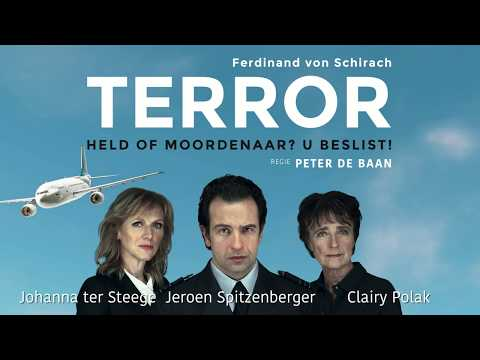 Ferdinand von Schirach
TERROR
HELD OF MOORDENAAR? U BESLIST!
REGIE PETER DE BAAN
Johanna ter Steege Jeroen Spitzenberger Clairy Polak